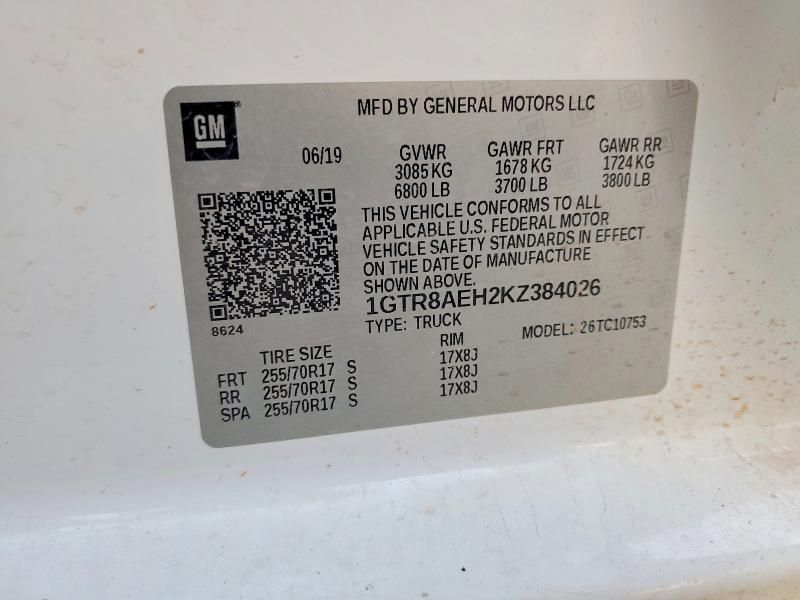 GM
MFD BY GENERAL MOTORS LLC
06/19 GVWR GAWR FRT GAWR RR
3085 KG 1678 KG 1724 KG
6800 LB 3700 LB 3800 LB
THIS VEHICLE CONFORMS TO ALL
APPLICABLE U.S. FEDERAL MOTOR
VEHICLE SAFETY STANDARDS IN EFFECT
ON THE DATE OF MANUFACTURE
SHOWN ABOVE.
1GTR8AEH2KZ384026
8624
TYPE: TRUCK MODEL: 26TC10753
TIRE SIZE RIM
FRT 255/70R17 S 17X8J
RR 255/70R17 S 17X8J
SPA 255/70R17 S 17X8J